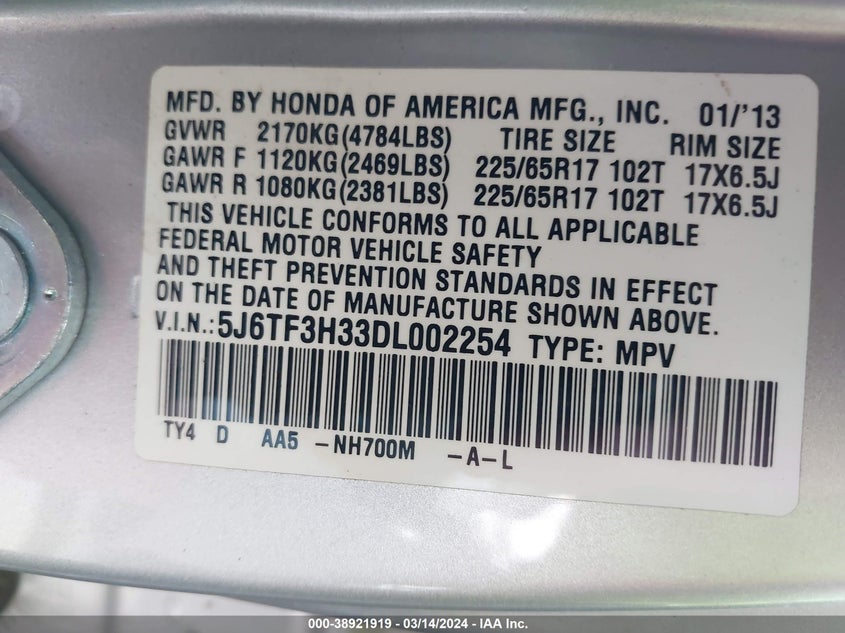 MFD. BY HONDA OF AMERICA MFG., INC. 01/'13
GVWR 2170KG(4784LBS) TIRE SIZE RIM SIZE
GAWR F 1120KG(2469LBS) 225/65R17 102T 17X6.5J
GAWR R 1080KG(2381LBS) 225/65R17 102T 17X6.5J
THIS VEHICLE CONFORMS TO ALL APPLICABLE
FEDERAL MOTOR VEHICLE SAFETY
AND THEFT PREVENTION STANDARDS IN EFFECT
ON THE DATE OF MANUFACTURE SHOWN ABOVE.
V.I.N.:5J6TF3H33DL002254 TYPE: MPV
TY4 D AA5 -NH700M -A-L
000-38921919 - 03/14/2024 - IAA Inc.